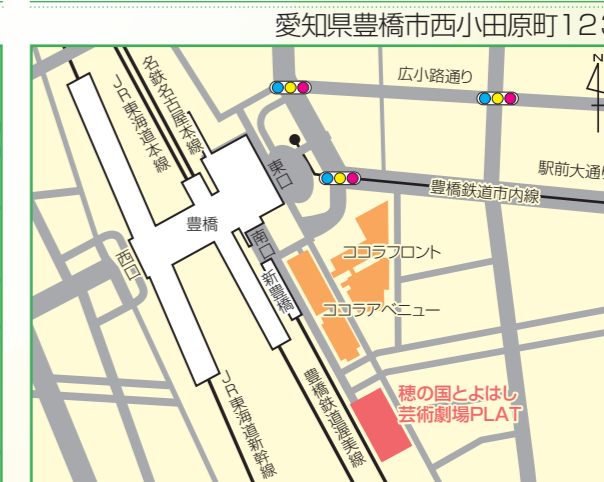 愛知県豊橋市西小田原町123
N
広小路通り
名鉄名古屋本線
JR東海道本線
東口
駅前大通
豊橋鉄道市内線
豊橋
南口
西口
ココラフロント
新豊橋
ココラアベニュー
JR東海道新幹線
豊橋鉄道渥美線
穂の国とよはし
芸術劇場PLAT